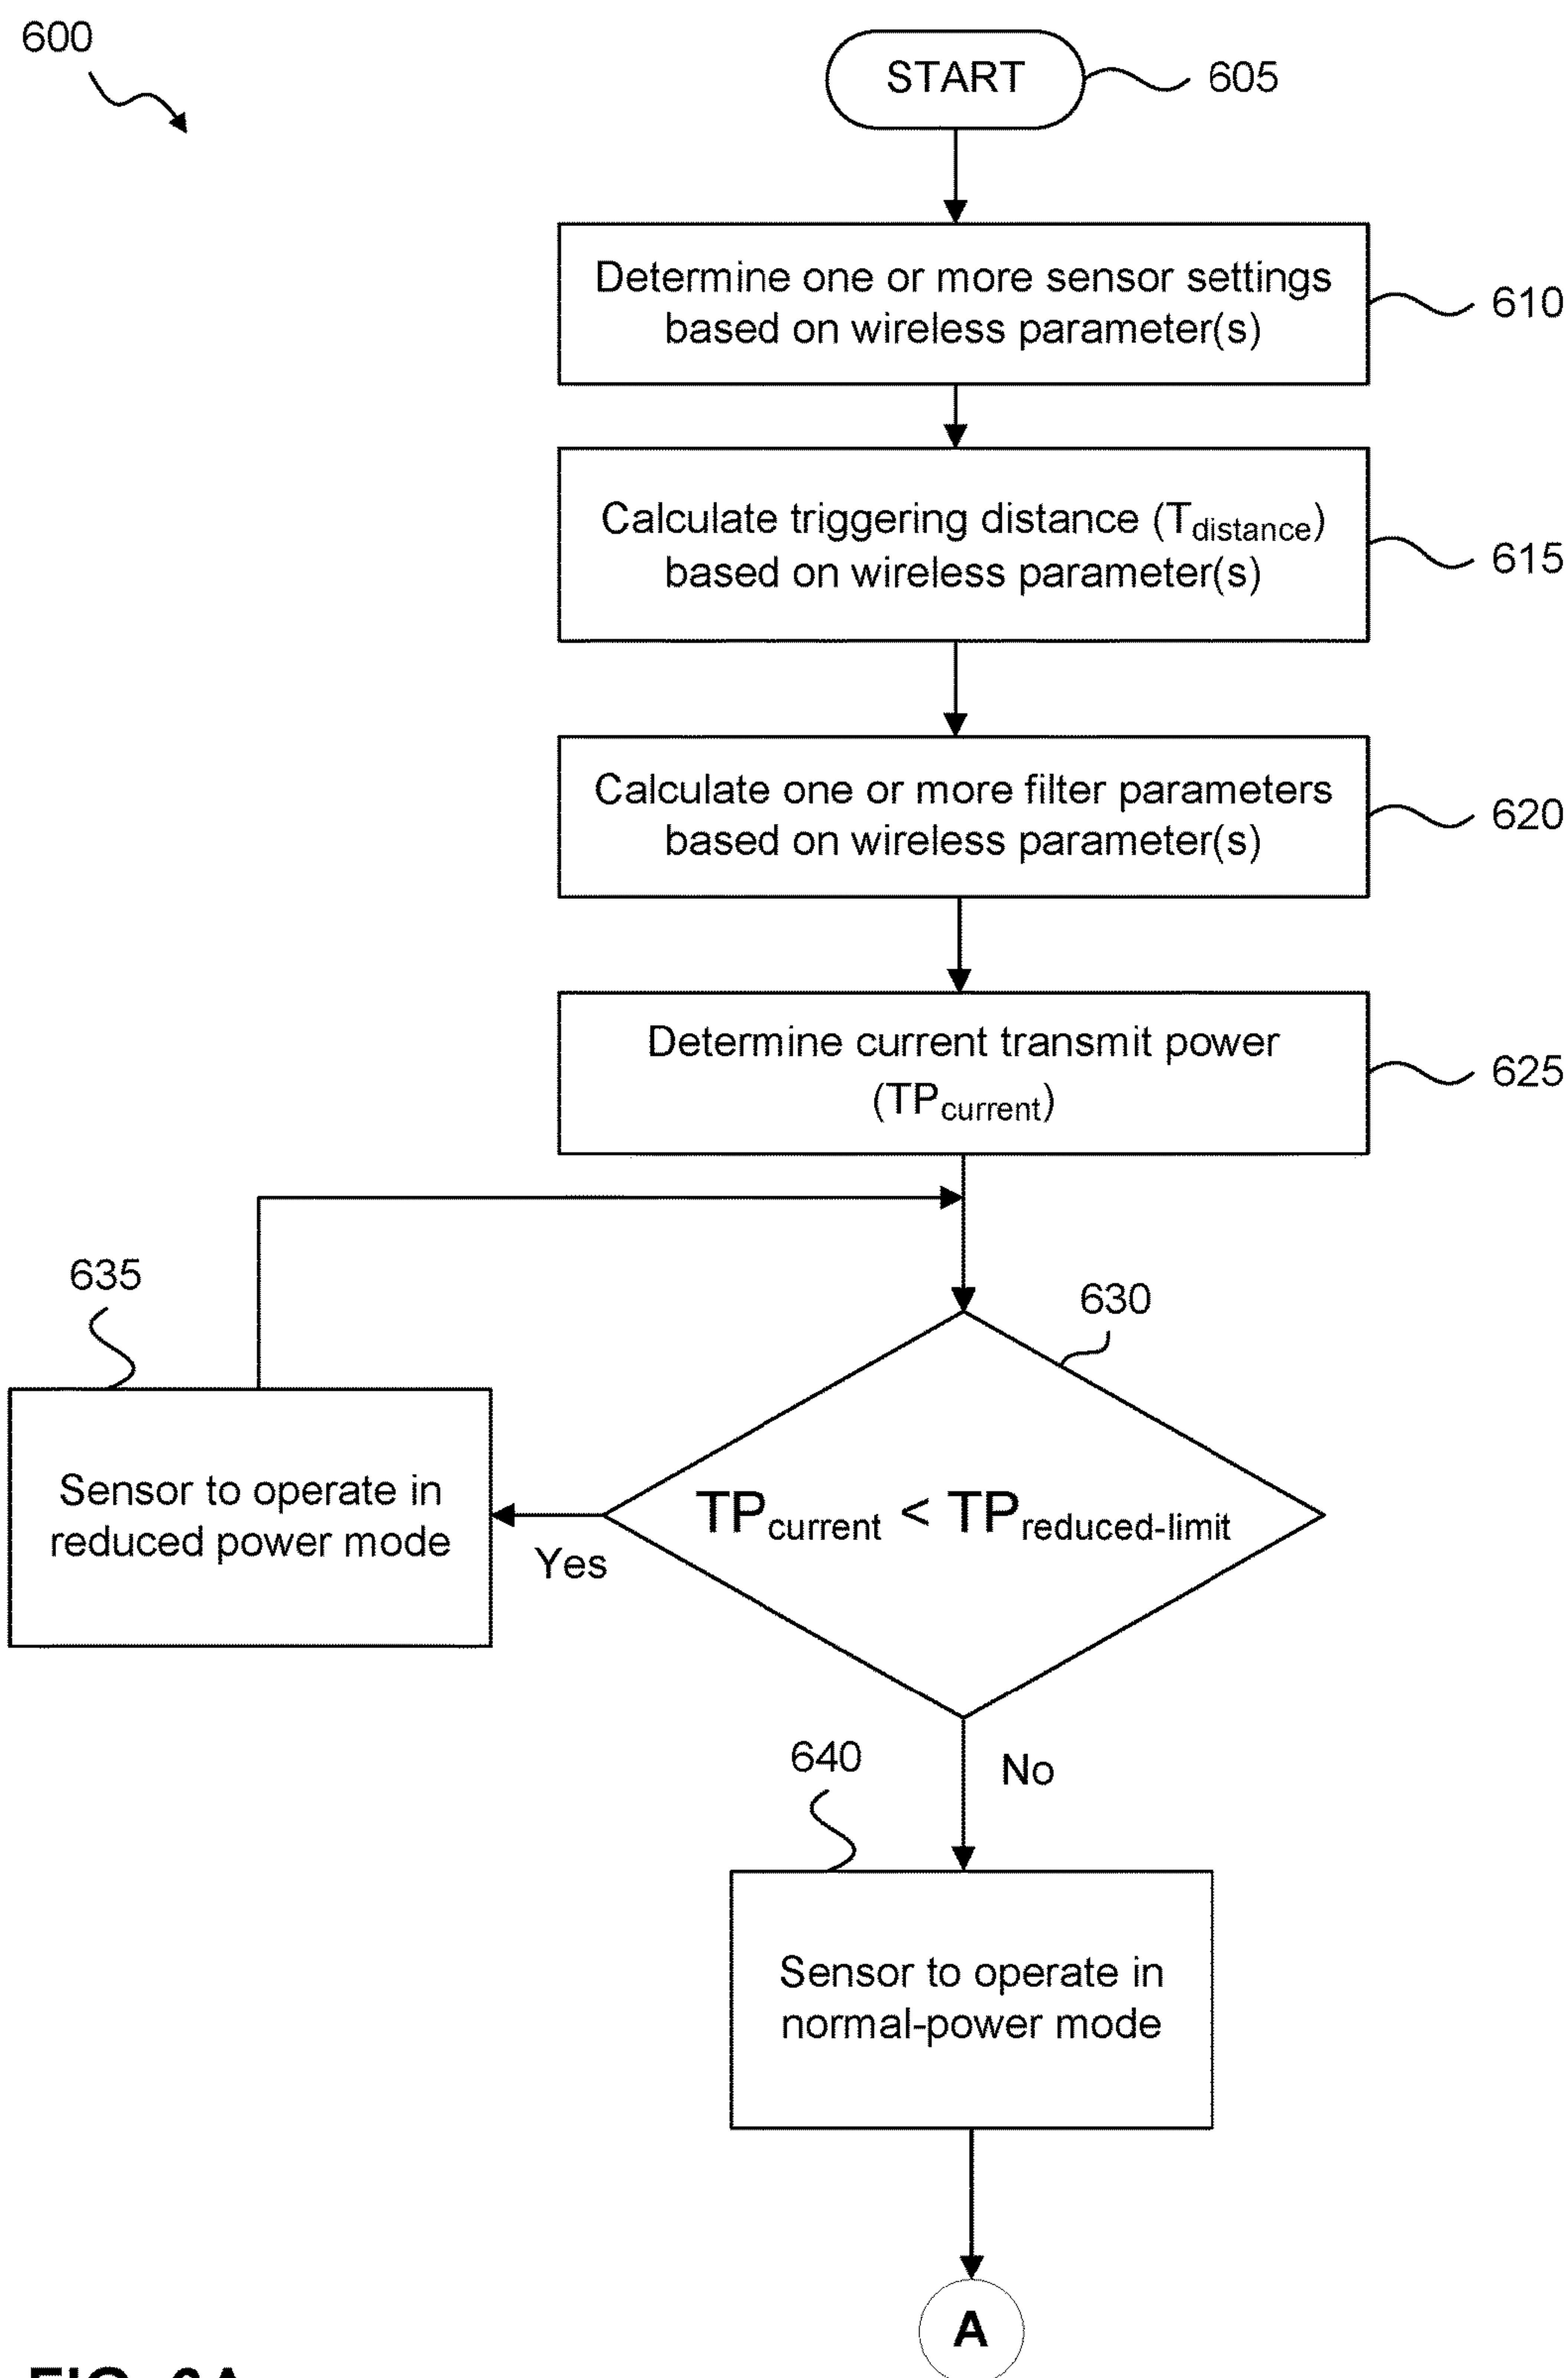 600
START
605
Determine one or more sensor settings
based on wireless parameter(s)
610
Calculate triggering distance (Tdistance)
based on wireless parameter(s)
615
Calculate one or more filter parameters
based on wireless parameter(s)
620
Determine current transmit power
(TPcurrent)
625
635
630
Sensor to operate in
reduced power mode
Yes
TPcurrent < TPreduced-limit
No
640
Sensor to operate in
normal-power mode
A